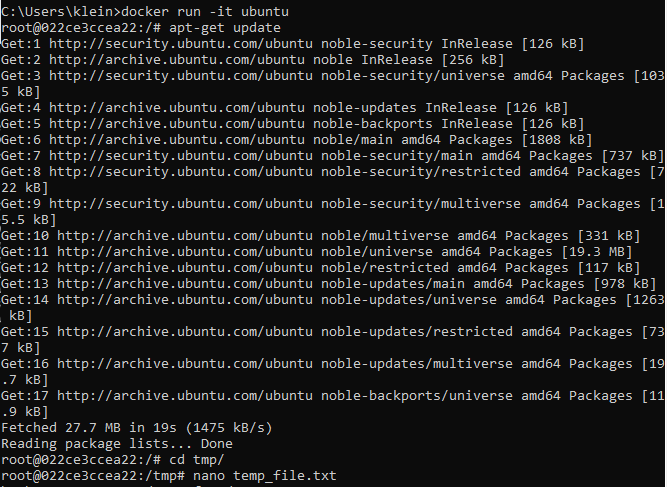 C:\Users\klein>docker run -it ubuntu
root@022ce3ccea22:/# apt-get update
Get:1 http://security.ubuntu.com/ubuntu noble-security InRelease [126 kB]
Get:2 http://archive.ubuntu.com/ubuntu noble InRelease [256 kB]
Get:3 http://security.ubuntu.com/ubuntu noble-security/universe amd64 Packages [103
5 kB]
Get:4 http://archive.ubuntu.com/ubuntu noble-updates InRelease [126 kB]
Get:5 http://archive.ubuntu.com/ubuntu noble-backports InRelease [126 kB]
Get:6 http://archive.ubuntu.com/ubuntu noble/main amd64 Packages [1808 kB]
Get:7 http://security.ubuntu.com/ubuntu noble-security/main amd64 Packages [737 kB]
Get:8 http://security.ubuntu.com/ubuntu noble-security/restricted amd64 Packages [7
22 kB]
Get:9 http://security.ubuntu.com/ubuntu noble-security/multiverse amd64 Packages [1
5.5 kB]
Get:10 http://archive.ubuntu.com/ubuntu noble/multiverse amd64 Packages [331 kB]
Get:11 http://archive.ubuntu.com/ubuntu noble/universe amd64 Packages [19.3 MB]
Get:12 http://archive.ubuntu.com/ubuntu noble/restricted amd64 Packages [117 kB]
Get:13 http://archive.ubuntu.com/ubuntu noble-updates/main amd64 Packages [978 kB]
Get:14 http://archive.ubuntu.com/ubuntu noble-updates/universe amd64 Packages [1263
 kB]
Get:15 http://archive.ubuntu.com/ubuntu noble-updates/restricted amd64 Packages [73
7 kB]
Get:16 http://archive.ubuntu.com/ubuntu noble-updates/multiverse amd64 Packages [19
.7 kB]
Get:17 http://archive.ubuntu.com/ubuntu noble-backports/universe amd64 Packages [11
.9 kB]
Fetched 27.7 MB in 19s (1475 kB/s)
Reading package lists... Done
root@022ce3ccea22:/# cd tmp/
root@022ce3ccea22:/tmp# nano temp_file.txt